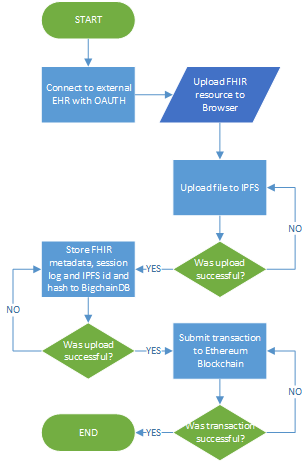 START
Connect to external
EHR with OAUTH
Upload FHIR
resource to
Browser
Upload file to IPFS
NO
Was upload
successful?
YES
Store FHIR
metadata, session
log and IPFS id and
hash to BigchainDB
NO
Was upload
successful?
YES
Submit transaction
to Ethereum
Blockchain
NO
Was transaction
successful?
YES
END